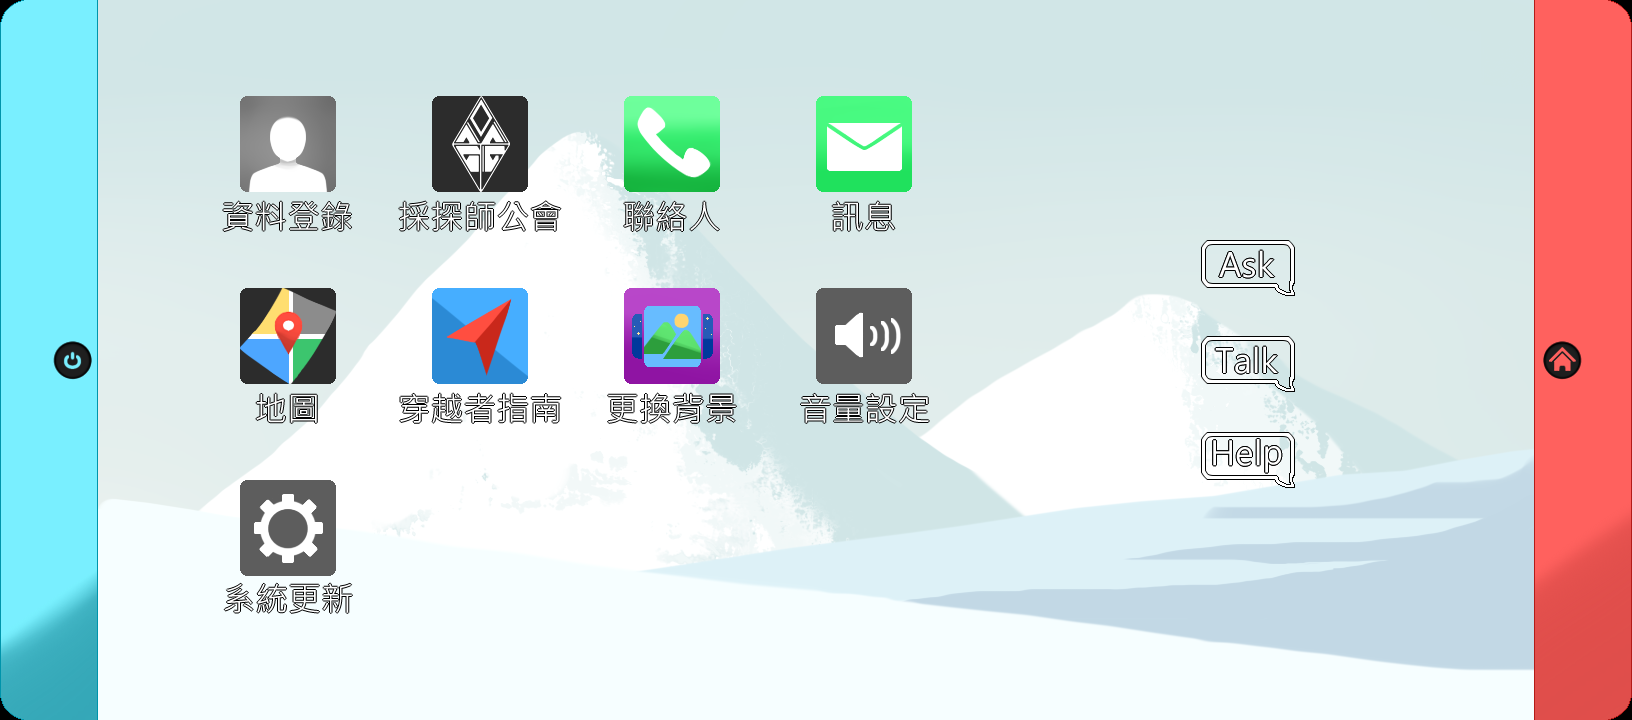 資料登錄
採探師公會
聯絡人
訊息
地圖
穿越者指南
更換背景
音量設定
系統更新
Ask
Talk
Help